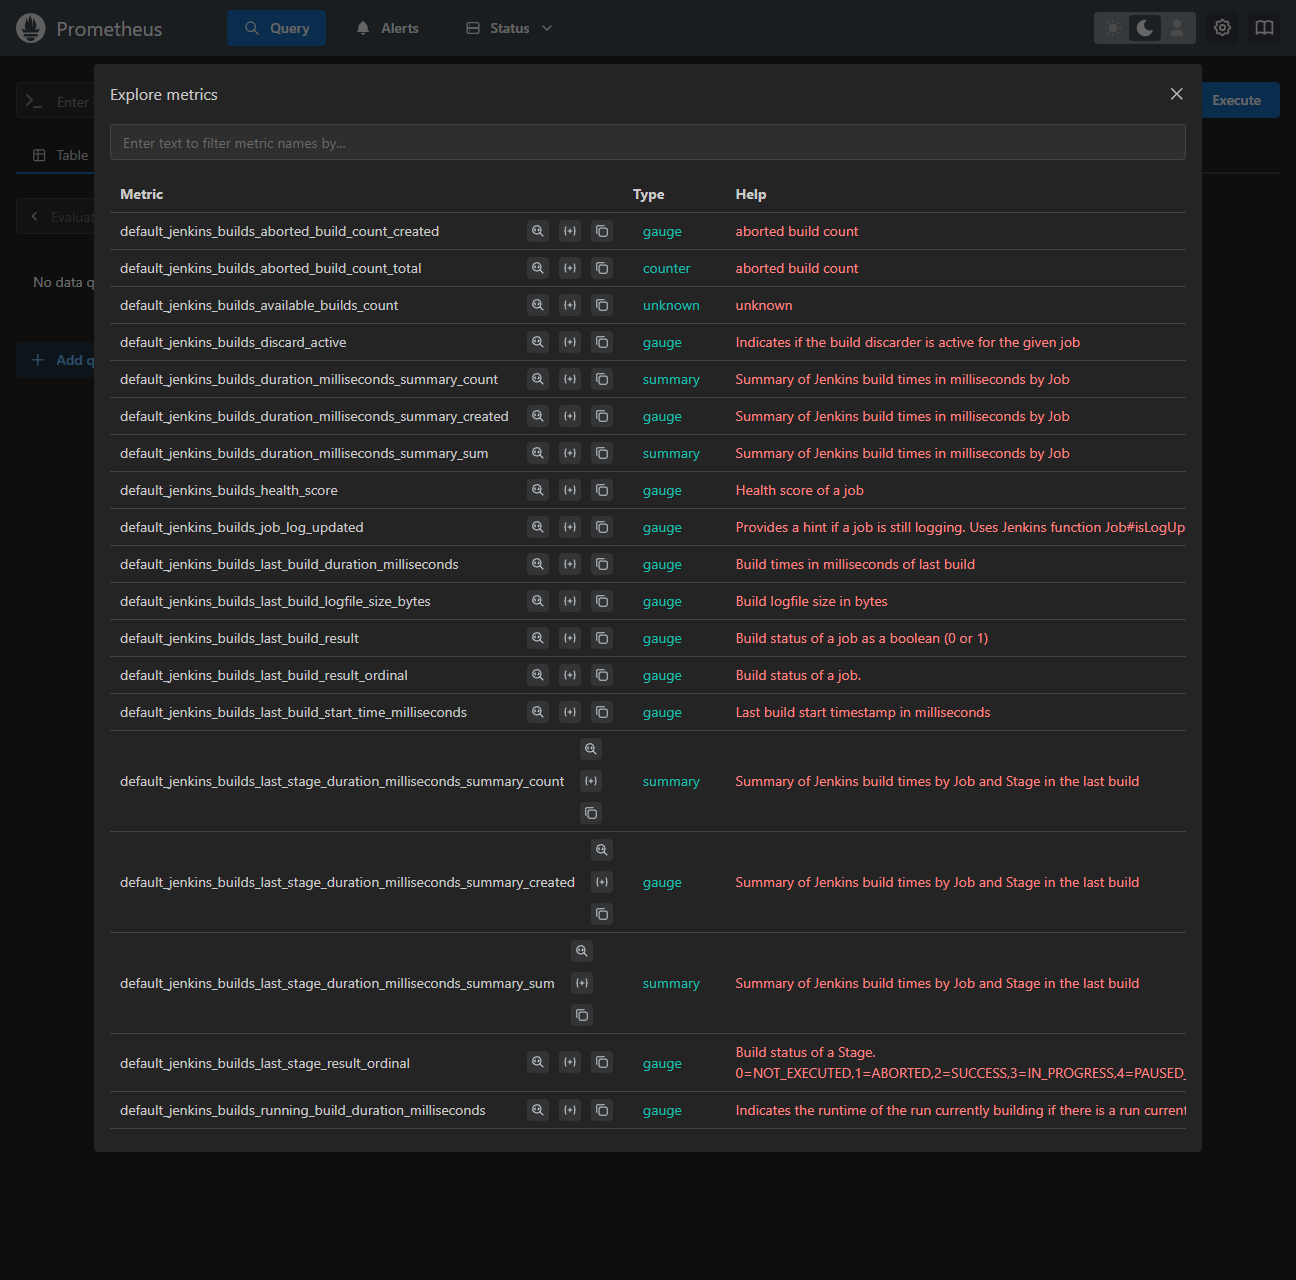 Prometheus
Query
Alerts
Status
Enter
Execute
Table
Evaluat
No data q
Add q
Explore metrics
Enter text to filter metric names by...
Metric Type Help
default_jenkins_builds_aborted_build_count_created gauge aborted build count
default_jenkins_builds_aborted_build_count_total counter aborted build count
default_jenkins_builds_available_builds_count unknown unknown
default_jenkins_builds_discard_active gauge Indicates if the build discarder is active for the given job
default_jenkins_builds_duration_milliseconds_summary_count summary Summary of Jenkins build times in milliseconds by Job
default_jenkins_builds_duration_milliseconds_summary_created gauge Summary of Jenkins build times in milliseconds by Job
default_jenkins_builds_duration_milliseconds_summary_sum summary Summary of Jenkins build times in milliseconds by Job
default_jenkins_builds_health_score gauge Health score of a job
default_jenkins_builds_job_log_updated gauge Provides a hint if a job is still logging. Uses Jenkins function Job#isLogUp
default_jenkins_builds_last_build_duration_milliseconds gauge Build times in milliseconds of last build
default_jenkins_builds_last_build_logfile_size_bytes gauge Build logfile size in bytes
default_jenkins_builds_last_build_result gauge Build status of a job as a boolean (0 or 1)
default_jenkins_builds_last_build_result_ordinal gauge Build status of a job.
default_jenkins_builds_last_build_start_time_milliseconds gauge Last build start timestamp in milliseconds
default_jenkins_builds_last_stage_duration_milliseconds_summary_count summary Summary of Jenkins build times by Job and Stage in the last build
default_jenkins_builds_last_stage_duration_milliseconds_summary_created gauge Summary of Jenkins build times by Job and Stage in the last build
default_jenkins_builds_last_stage_duration_milliseconds_summary_sum summary Summary of Jenkins build times by Job and Stage in the last build
default_jenkins_builds_last_stage_result_ordinal gauge Build status of a Stage.
0=NOT_EXECUTED,1=ABORTED,2=SUCCESS,3=IN_PROGRESS,4=PAUSED_
default_jenkins_builds_running_build_duration_milliseconds gauge Indicates the runtime of the run currently building if there is a run current